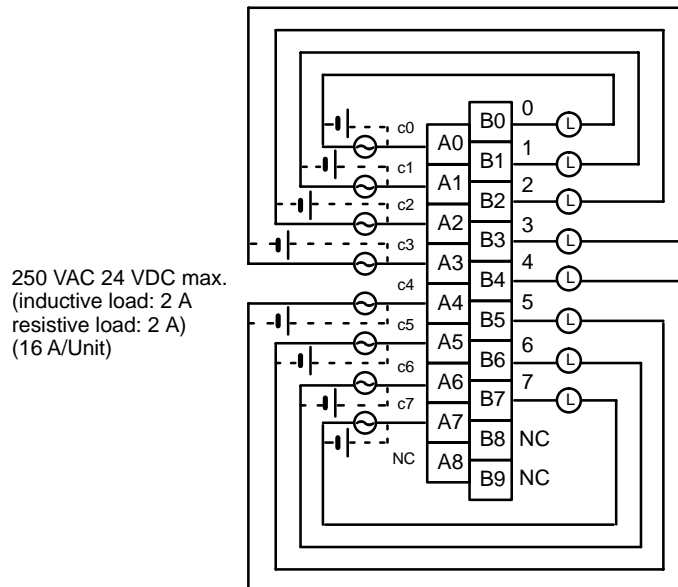 0
c0
B0
L
A0
1
c1
B1
L
A1
2
c2
B2
L
A2
3
c3
B3
L
A3
4
c4
B4
L
A4
5
c5
B5
L
A5
6
c6
B6
L
A6
7
c7
B7
L
A7
B8
NC
NC
A8
B9
NC
250 VAC 24 VDC max.
(inductive load: 2 A
resistive load: 2 A)
(16 A/Unit)